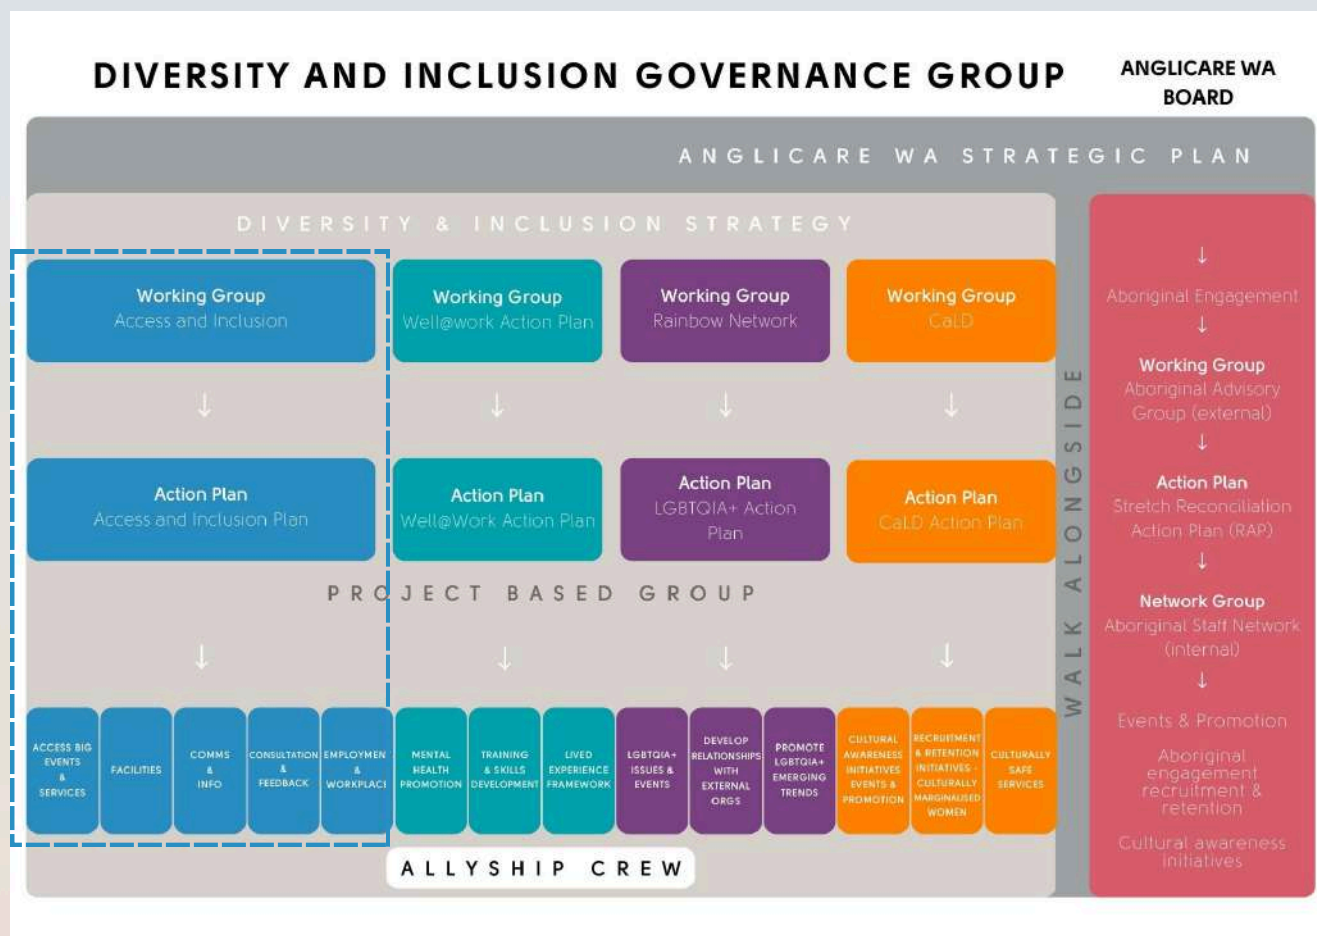 DIVERSITY AND INCLUSION GOVERNANCE GROUP
ANGLICARE WA
BOARD
ANGLICARE WA STRATEGIC PLAN
DIVERSITY & INCLUSION STRATEGY
Working Group
Access and Inclusion
Working Group
Well@work Action Plan
Working Group
Rainbow Network
Working Group
CaLD
Action Plan
Access and Inclusion Plan
Action Plan
Well@Work Action Plan
Action Plan
LGBTQIA+ Action
Plan
Action Plan
CaLD Action Plan
PROJECT BASED GROUP
ACCESS BIG
EVENTS
&
SERVICES
FACILITIES
COMMS
&
INFO
CONSULTATION
&
FEEDBACK
EMPLOYMEN
&
WORKPLACI
MENTAL
HEALTH
PROMOTION
TRAINING
& SKILLS
DEVELOPMENT
LIVED
EXPERIENCE
FRAMEWORK
LGBTQIA+
ISSUES &
EVENTS
DEVELOP
RELATIONSHIPS
WITH
EXTERNAL
ORGS
PROMOTE
LGBTQIA+
EMERGING
TRENDS
CULTURAL
AWARENESS
INITIATIVES
EVENTS &
PROMOTION
RECRUITMENT
& RETENTION
INITIATIVES -
CULTURALLY
MARGINALISED
WOMEN
CULTURALLY
SAFE
SERVICES
ALLYSHIP CREW
WALK ALONGSIDE
Aboriginal Engagement
Working Group
Aboriginal Advisory
Group (external)
Action Plan
Stretch Reconciliation
Action Plan (RAP)
Network Group
Aboriginal Staff Network
(internal)
Events & Promotion
Aboriginal
engagement
recruitment &
retention
Cultural awareness
initiatives